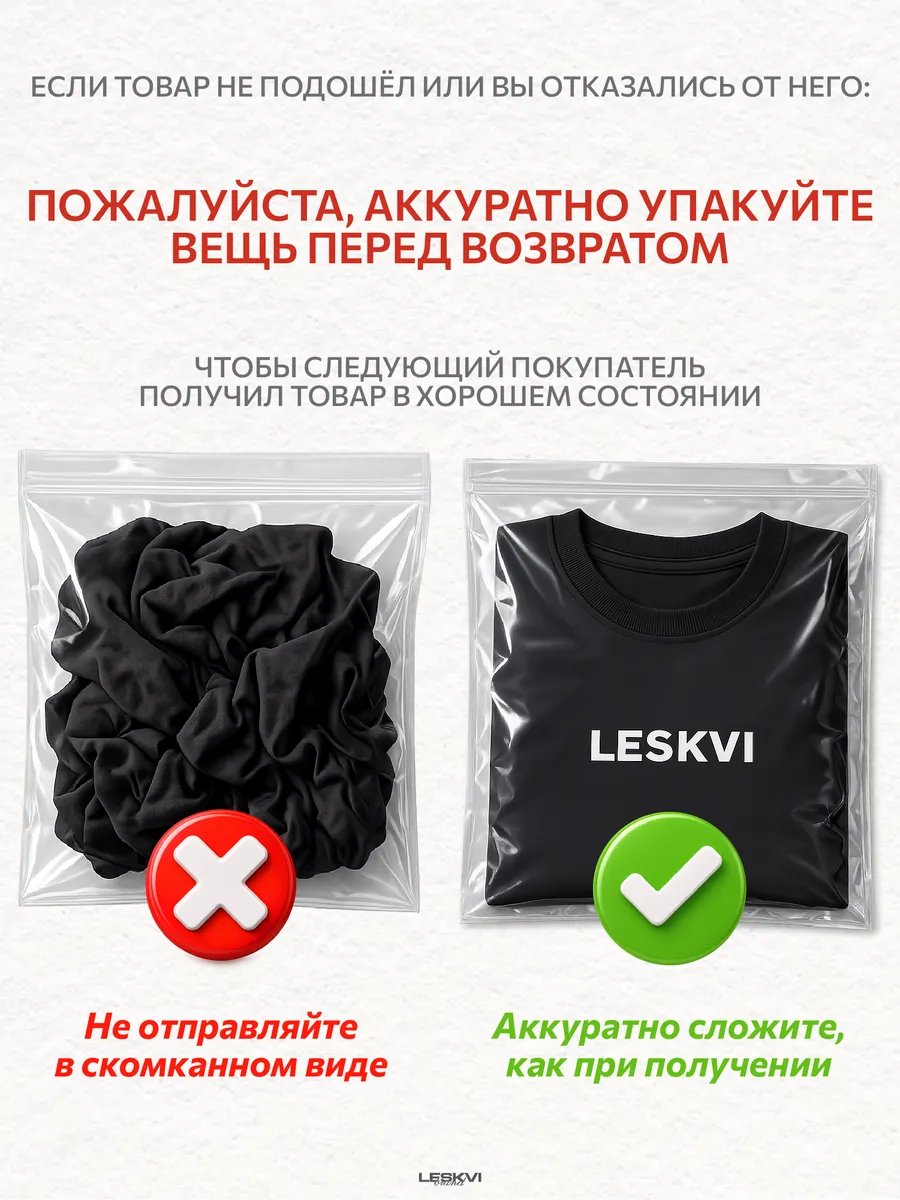 ЕСЛИ ТОВАР НЕ ПОДОШЁЛ ИЛИ ВЫ ОТКАЗАЛИСЬ ОТ НЕГО:
ПОЖАЛУЙСТА, АККУРАТНО УПАКУЙТЕ
ВЕЩЬ ПЕРЕД ВОЗВРАТОМ
ЧТОБЫ СЛЕДУЮЩИЙ ПОКУПАТЕЛЬ
ПОЛУЧИЛ ТОВАР В ХОРОШЕМ СОСТОЯНИИ
LESKVI
Не отправляйте
в скомканном виде
Аккуратно сложите,
как при получении
LESKVI
brand